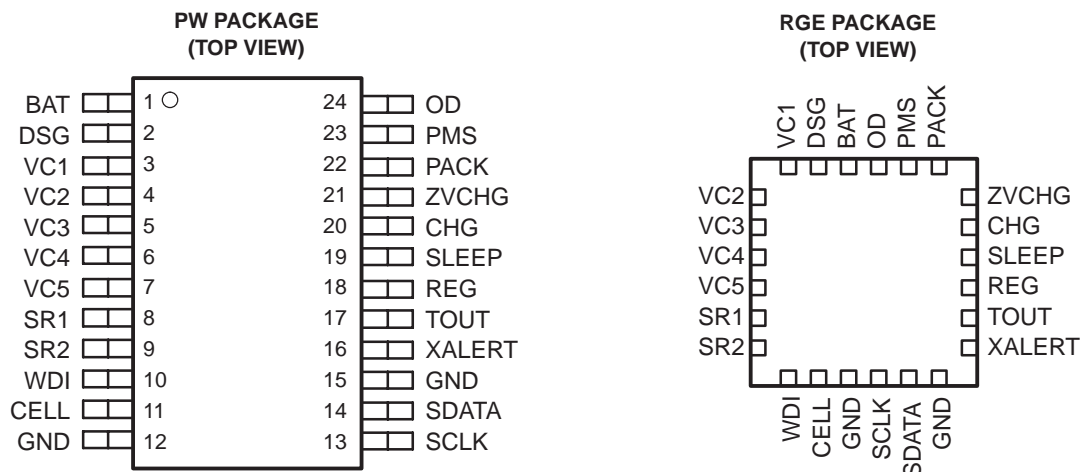 PW PACKAGE
(TOP VIEW)
BAT 1 24 OD
DSG 2 23 PMS
VC1 3 22 PACK
VC2 4 21 ZVCHG
VC3 5 20 CHG
VC4 6 19 SLEEP
VC5 7 18 REG
SR1 8 17 TOUT
SR2 9 16 XALERT
WDI 10 15 GND
CELL 11 14 SDATA
GND 12 13 SCLK
RGE PACKAGE
(TOP VIEW)
VC1 DSG BAT OD PMS PACK
VC2 ZVCHG
VC3 CHG
VC4 SLEEP
VC5 REG
SR1 TOUT
SR2 XALERT
WDI CELL GND SCLK SDATA GND